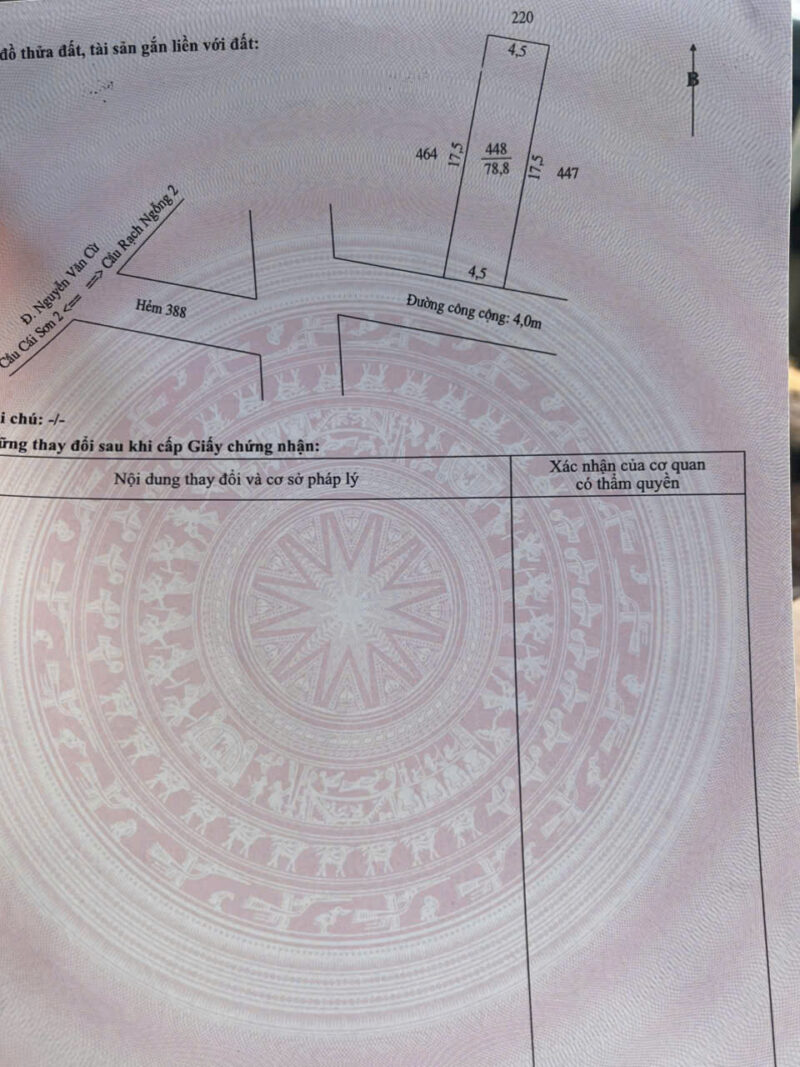 đồ thửa đất, tài sản gắn liền với đất:
220
4,5
B
464
17,5
448
78,8
17,5
447
4,5
Đ. Nguyễn Văn Cừ
Cầu Cái Sơn 2 <== ==> Cầu Rạch Ngỗng 2
Hẻm 388
Đường công cộng: 4,0m
i chú: -/-
ững thay đổi sau khi cấp Giấy chứng nhận:
Nội dung thay đổi và cơ sở pháp lý
Xác nhận của cơ quan
có thẩm quyền